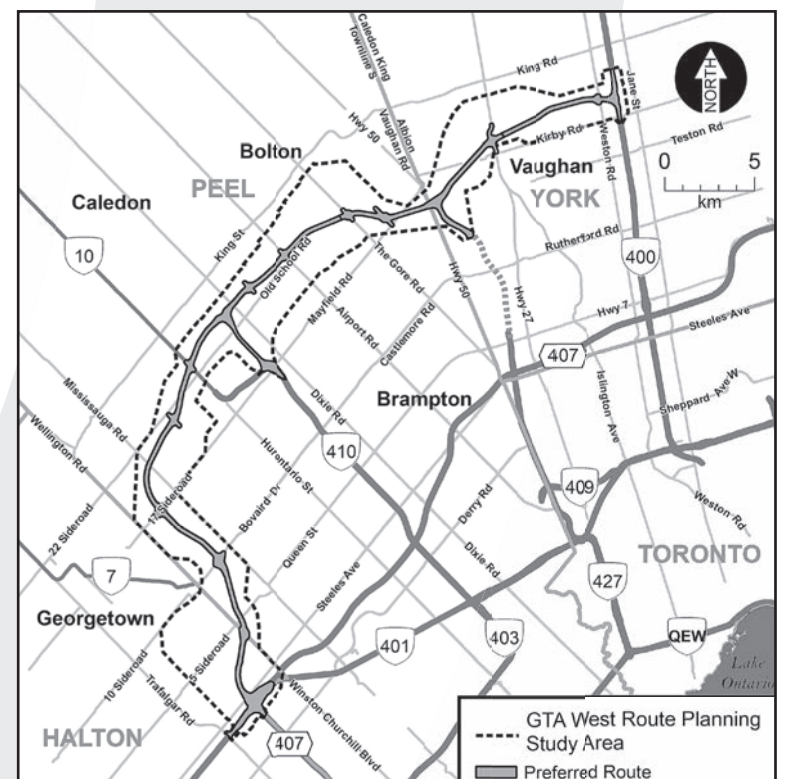 Caledon King
Townline S
King Rd
Jane St
NORTH
Hwy 50
Albion
Vaughan Rd
Kirby Rd
Weston Rd
Teston Rd
Bolton
Vaughan
0 5
km
PEEL
YORK
Caledon
King St
10
Old School Rd
The Gore Rd
Rutherford Rd
400
Mayfield Rd
Hwy 50
Hwy 27
Airport Rd
Castlemore Rd
Hwy 7
Steeles Ave
407
Mississauga Rd
Dixie Rd
Brampton
Islington Ave
Sheppard Ave W
Wellington Rd
410
Hurontario St
409
17 Sideroad
Bovaird Dr
Derry Rd
Weston Rd
22 Sideroad
Queen St
Dixie Rd
TORONTO
7
Steeles Ave
427
Georgetown
401
403
QEW
5 Sideroad
10 Sideroad
Lake
Ontario
Trafalgar Rd
Winston Churchill Blvd
HALTON
407
GTA West Route Planning
Study Area
Preferred Route